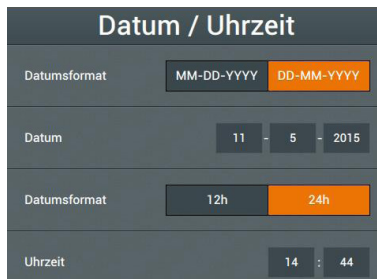 Datum / Uhrzeit
Datumsformat MM-DD-YYYY DD-MM-YYYY
Datum 11 - 5 - 2015
Datumsformat 12h 24h
Uhrzeit 14 : 44